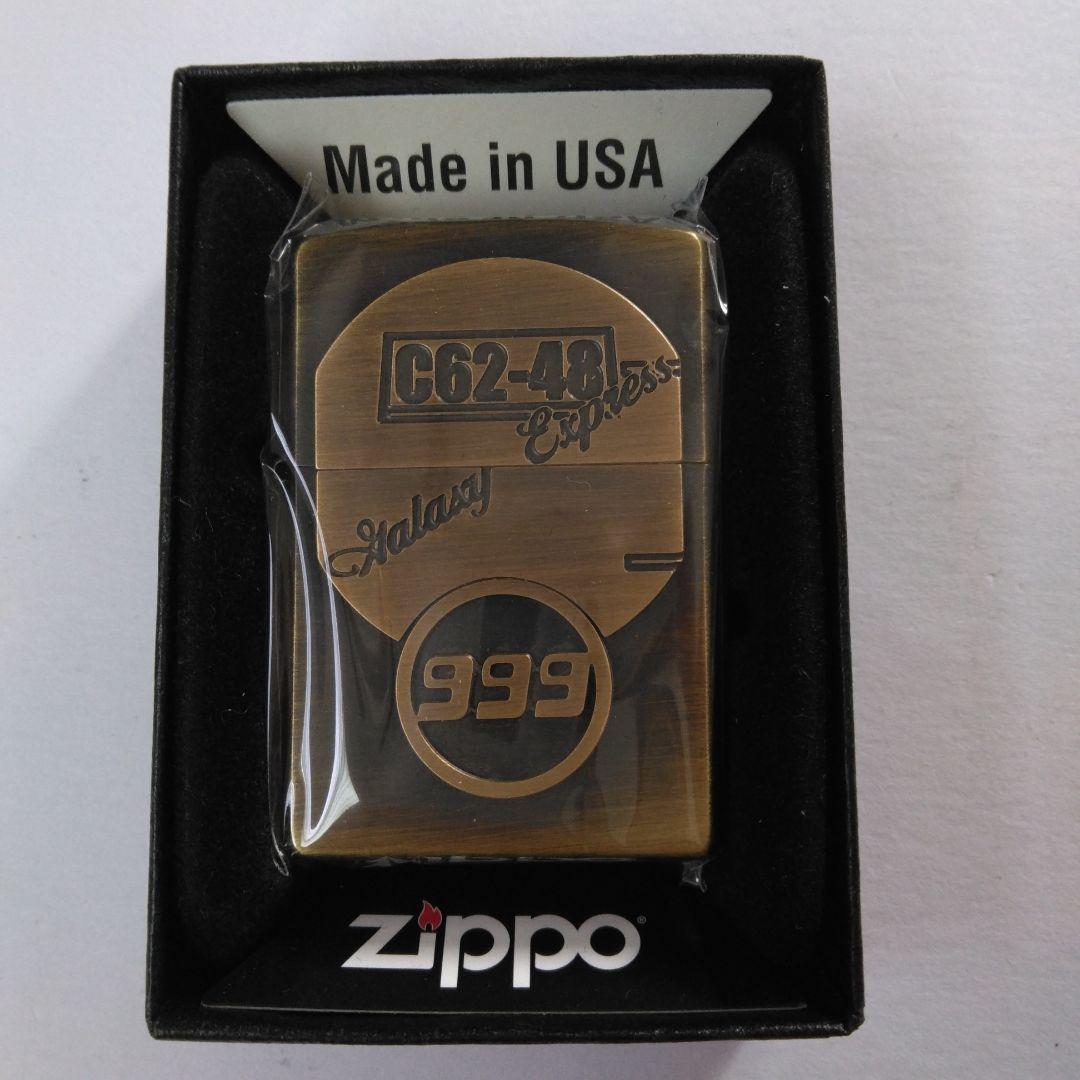 Made in USA
C62-48
Express
Galaxy
999
zippo®